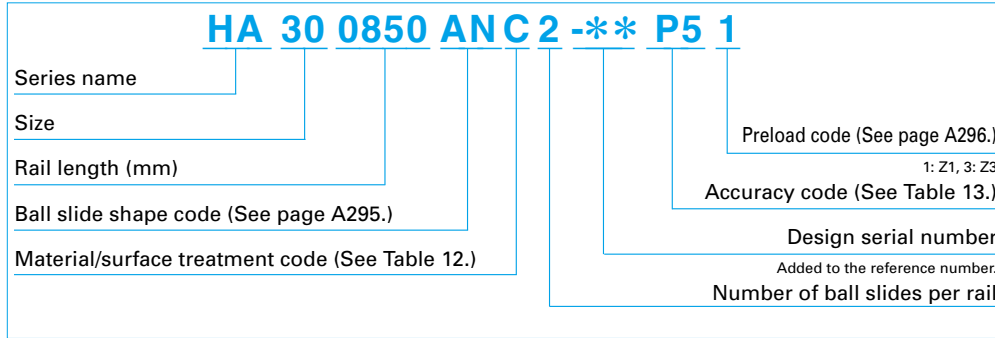 HA 30 0850 AN C 2 -** P5 1
Series name
Size
Rail length (mm)
Ball slide shape code (See page A295.)
Material/surface treatment code (See Table 12.)
Preload code (See page A296.)
1: Z1, 3: Z3
Accuracy code (See Table 13.)
Design serial number
Added to the reference number.
Number of ball slides per rail